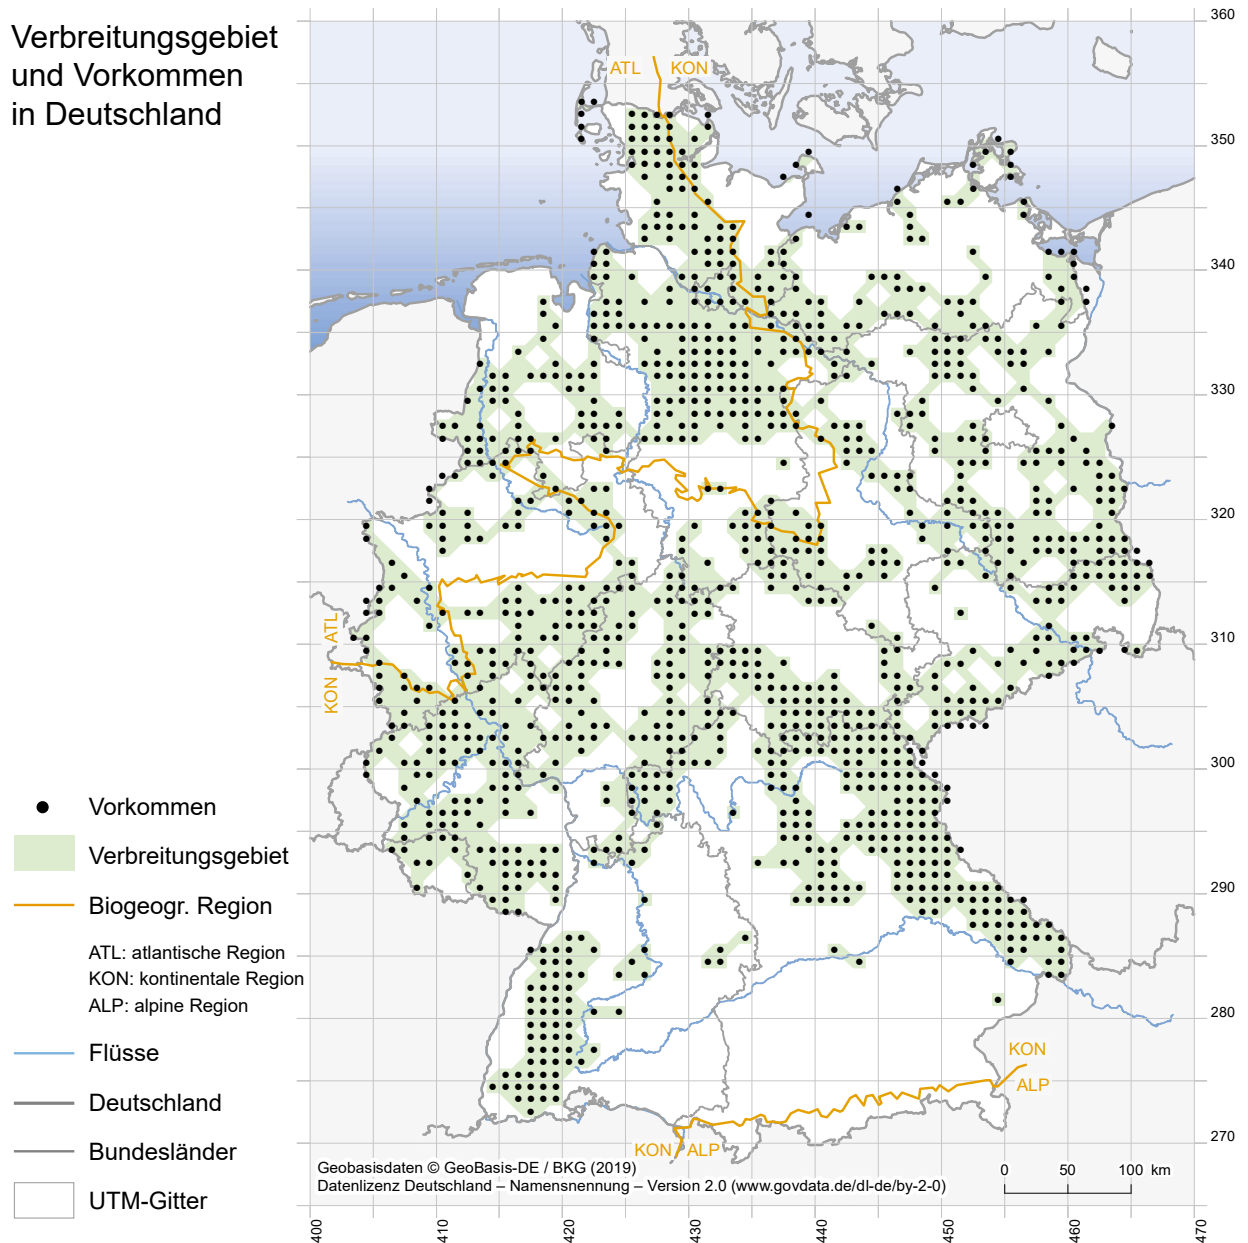 Verbreitungsgebiet
und Vorkommen
in Deutschland
ATL KON
ATL
KON
Vorkommen
Verbreitungsgebiet
Biogeogr. Region
ATL: atlantische Region
KON: kontinentale Region
ALP: alpine Region
Flüsse
Deutschland
Bundesländer
UTM-Gitter
KON
ALP
KON ALP
Geobasisdaten © GeoBasis-DE / BKG (2019)
Datenlizenz Deutschland – Namensnennung – Version 2.0 (www.govdata.de/dl-de/by-2-0)
0 50 100 km
360
350
340
330
320
310
300
290
280
270
400 410 420 430 440 450 460 470